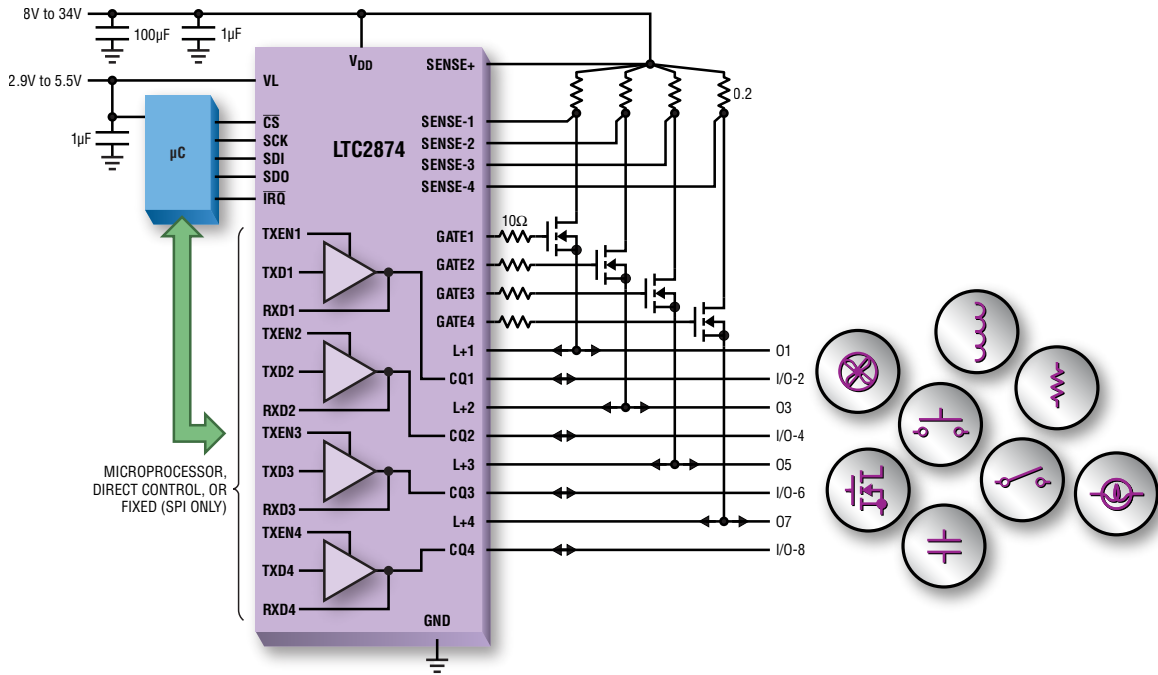 8V to 34V
100µF
1µF
2.9V to 5.5V
1µF
µC
VDD
VL
CS
SCK
SDI
SDO
IRQ
LTC2874
SENSE+
SENSE-1
SENSE-2
SENSE-3
SENSE-4
0.2
10Ω
GATE1
GATE2
GATE3
GATE4
TXEN1
TXD1
RXD1
TXEN2
TXD2
RXD2
TXEN3
TXD3
RXD3
TXEN4
TXD4
RXD4
MICROPROCESSOR,
DIRECT CONTROL, OR
FIXED (SPI ONLY)
L+1
CQ1
L+2
CQ2
L+3
CQ3
L+4
CQ4
GND
O1
I/O-2
O3
I/O-4
O5
I/O-6
O7
I/O-8